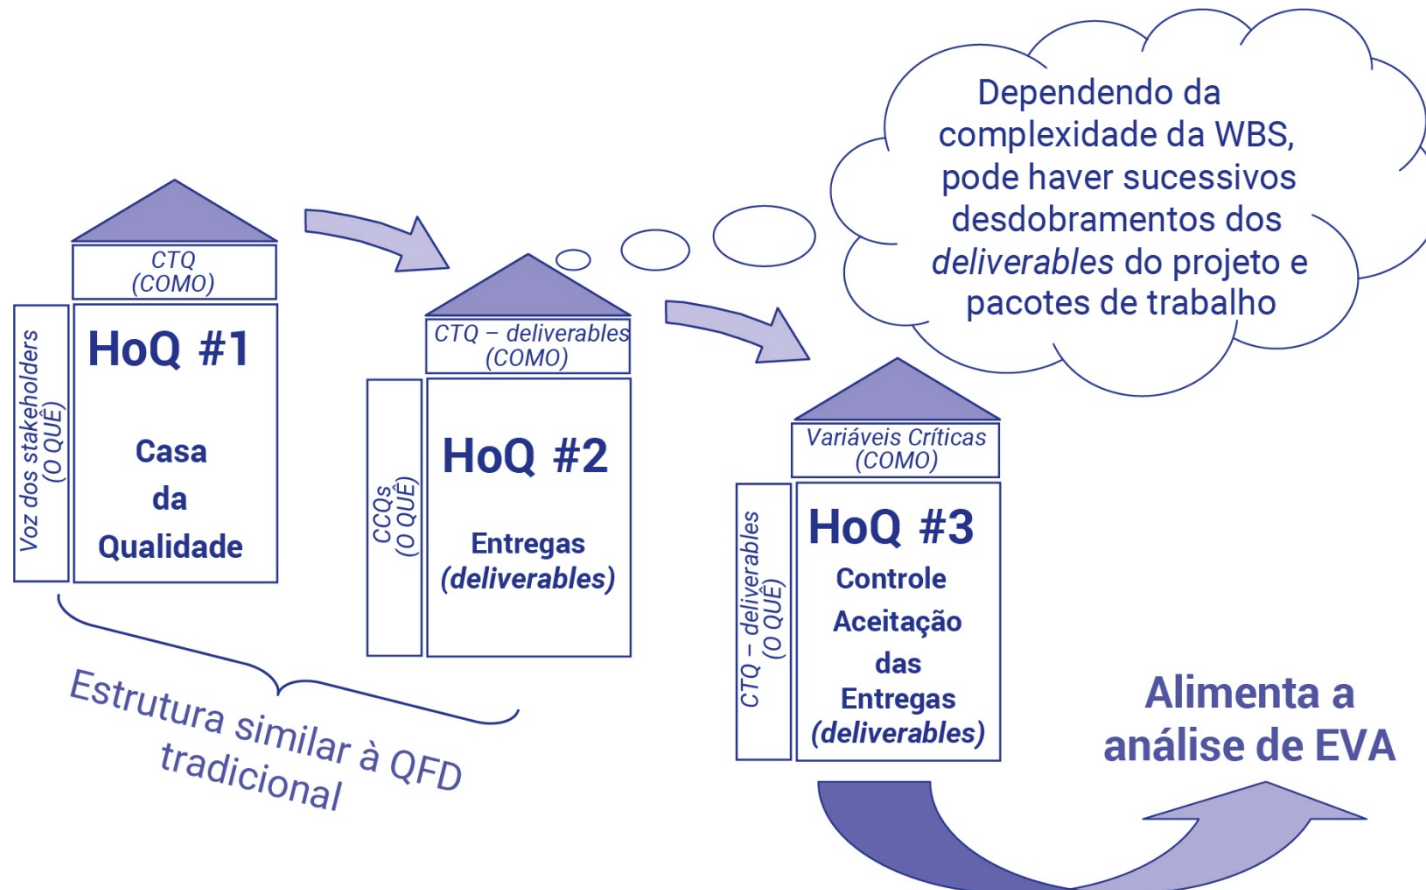 Dependendo da
complexidade da WBS,
pode haver sucessivos
desdobramentos dos
deliverables do projeto e
pacotes de trabalho
CTQ
(COMO)
Voz dos stakeholders
(O QUÊ)
HoQ #1
Casa
da
Qualidade
CTQ – deliverables
(COMO)
CCQs
(O QUÊ)
HoQ #2
Entregas
(deliverables)
Variáveis Críticas
(COMO)
CTQ – deliverables
(O QUÊ)
HoQ #3
Controle
Aceitação
das
Entregas
(deliverables)
Estrutura similar à QFD
tradicional
Alimenta a
análise de EVA